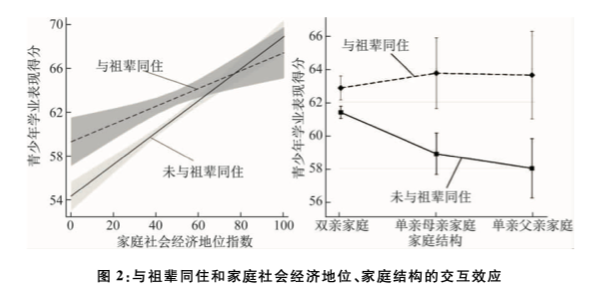 70
66
62
58
54
青少年学业表现得分
与祖辈同住
未与祖辈同住
0 20 40 60 80 100
家庭社会经济地位指数
66
64
62
60
58
56
青少年学业表现得分
与祖辈同住
未与祖辈同住
双亲家庭 单亲母亲家庭 单亲父亲家庭
家庭结构
图 2:与祖辈同住和家庭社会经济地位、家庭结构的交互效应